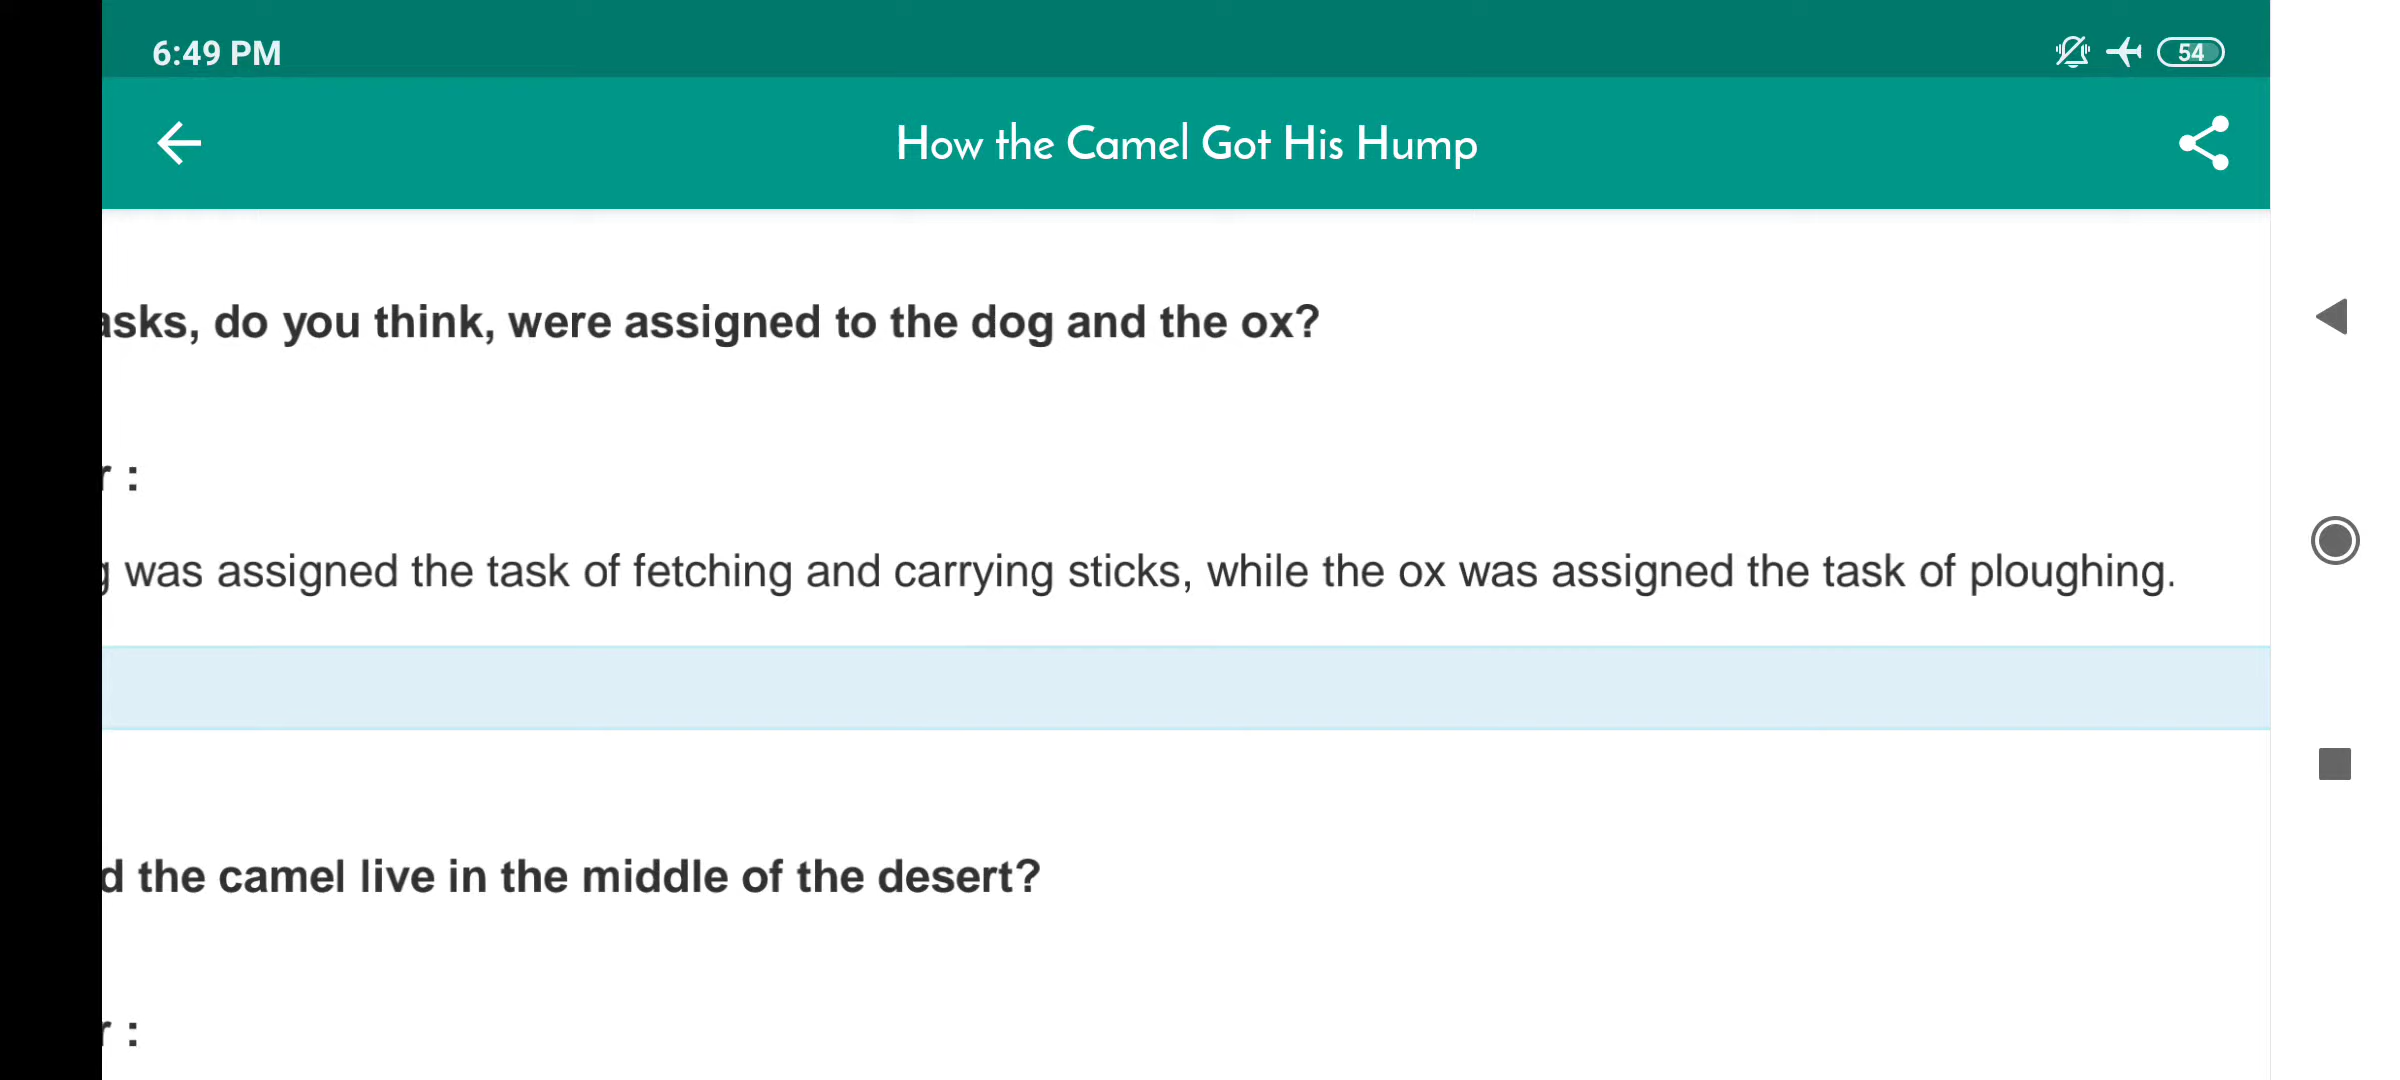 6:49 PM
54
How the Camel Got His Hump
asks, do you think, were assigned to the dog and the ox?
r :
g was assigned the task of fetching and carrying sticks, while the ox was assigned the task of ploughing.
d the camel live in the middle of the desert?
r :